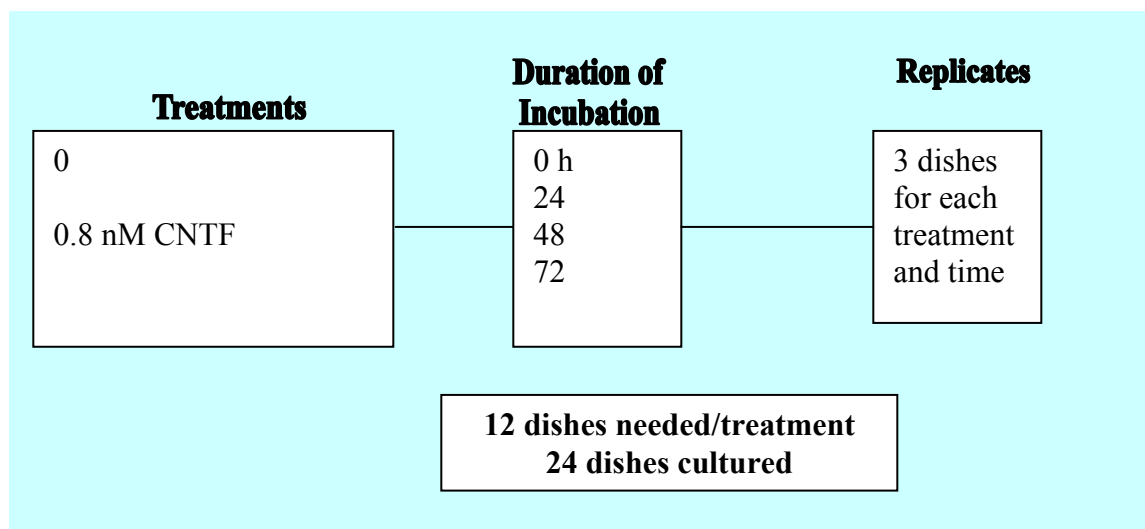 Treatments
0
0.8 nM CNTF
Duration of
Incubation
0 h
24
48
72
Replicates
3 dishes
for each
treatment
and time
12 dishes needed/treatment
24 dishes cultured